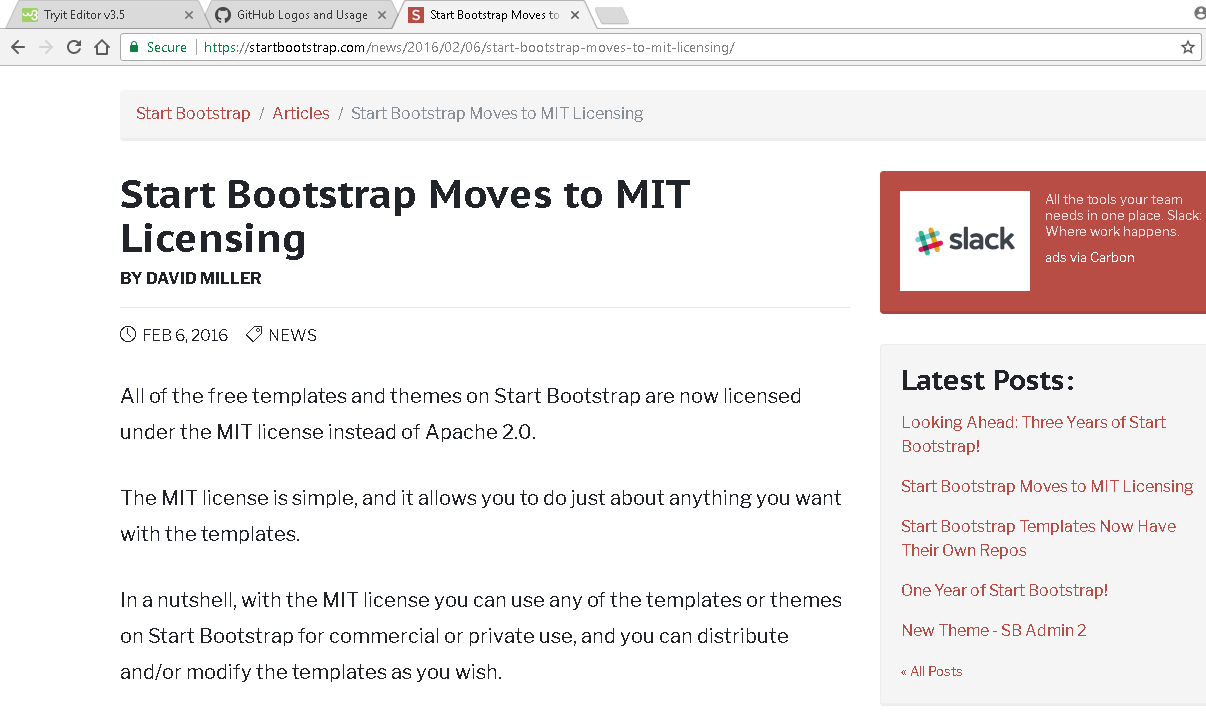 Tryit Editor v3.5
GitHub Logos and Usage
Start Bootstrap Moves to
Secure
https://startbootstrap.com/news/2016/02/06/start-bootstrap-moves-to-mit-licensing/
Start Bootstrap / Articles / Start Bootstrap Moves to MIT Licensing
Start Bootstrap Moves to MIT
Licensing
BY DAVID MILLER
FEB 6, 2016 NEWS
All of the free templates and themes on Start Bootstrap are now licensed
under the MIT license instead of Apache 2.0.
The MIT license is simple, and it allows you to do just about anything you want
with the templates.
In a nutshell, with the MIT license you can use any of the templates or themes
on Start Bootstrap for commercial or private use, and you can distribute
and/or modify the templates as you wish.
slack
All the tools your team
needs in one place. Slack:
Where work happens.
ads via Carbon
Latest Posts:
Looking Ahead: Three Years of Start
Bootstrap!
Start Bootstrap Moves to MIT Licensing
Start Bootstrap Templates Now Have
Their Own Repos
One Year of Start Bootstrap!
New Theme - SB Admin 2
« All Posts